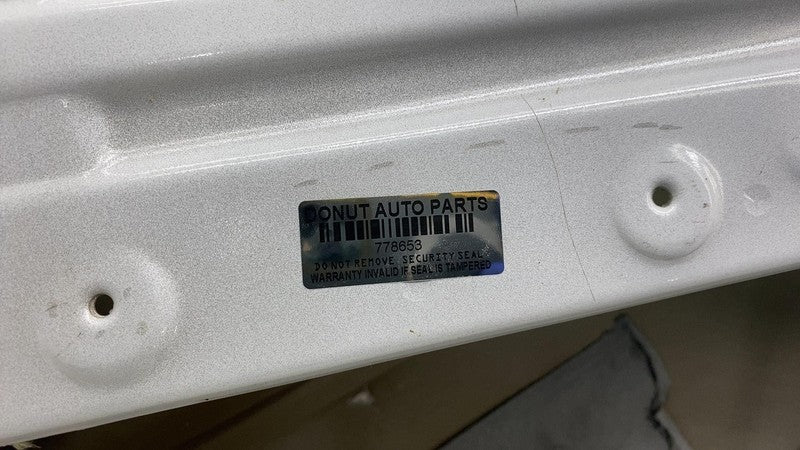 DONUT AUTO PARTS
778653
DO NOT REMOVE SECURITY SEAL
WARRANTY INVALID IF SEAL IS TAMPERED